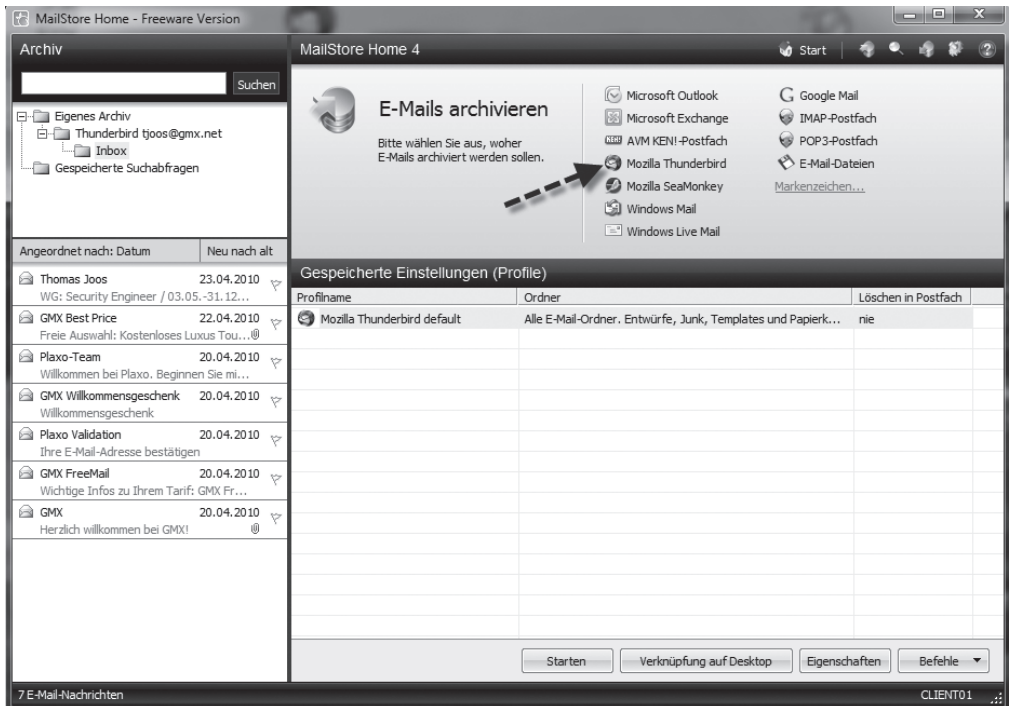 MailStore Home - Freeware Version
Archiv
Suchen
Eigenes Archiv
Thunderbird tjoos@gmx.net
Inbox
Gespeicherte Suchabfragen
Angeordnet nach: Datum
Neu nach alt
Thomas Joos 23.04.2010
WG: Security Engineer / 03.05.-31.12...
GMX Best Price 22.04.2010
Freie Auswahl: Kostenloses Luxus Tou...
Plaxo-Team 20.04.2010
Willkommen bei Plaxo. Beginnen Sie mi...
GMX Willkommensgeschenk 20.04.2010
Willkommensgeschenk
Plaxo Validation 20.04.2010
Ihre E-Mail-Adresse bestätigen
GMX FreeMail 20.04.2010
Wichtige Infos zu Ihrem Tarif: GMX Fr...
GMX 20.04.2010
Herzlich willkommen bei GMX!
7 E-Mail-Nachrichten
MailStore Home 4
Start
E-Mails archivieren
Bitte wählen Sie aus, woher
E-Mails archiviert werden sollen.
Microsoft Outlook
Microsoft Exchange
AVM KEN!-Postfach
Mozilla Thunderbird
Mozilla SeaMonkey
Windows Mail
Windows Live Mail
Google Mail
IMAP-Postfach
POP3-Postfach
E-Mail-Dateien
Markenzeichen...
Gespeicherte Einstellungen (Profile)
Profilname Ordner Löschen in Postfach
Mozilla Thunderbird default Alle E-Mail-Ordner. Entwürfe, Junk, Templates und Papierk... nie
Starten
Verknüpfung auf Desktop
Eigenschaften
Befehle
CLIENT01